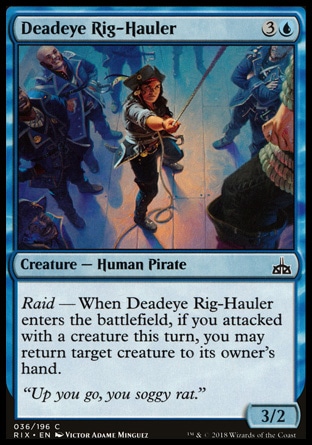 Deadeye Rig-Hauler 3
Creature — Human Pirate
Raid — When Deadeye Rig-Hauler
enters the battlefield, if you attacked
with a creature this turn, you may
return target creature to its owner's
hand.
"Up you go, you soggy rat."
3/2
036/196 C
RIX • EN Victor Adame Minguez
™ & © 2018 Wizards of the Coast